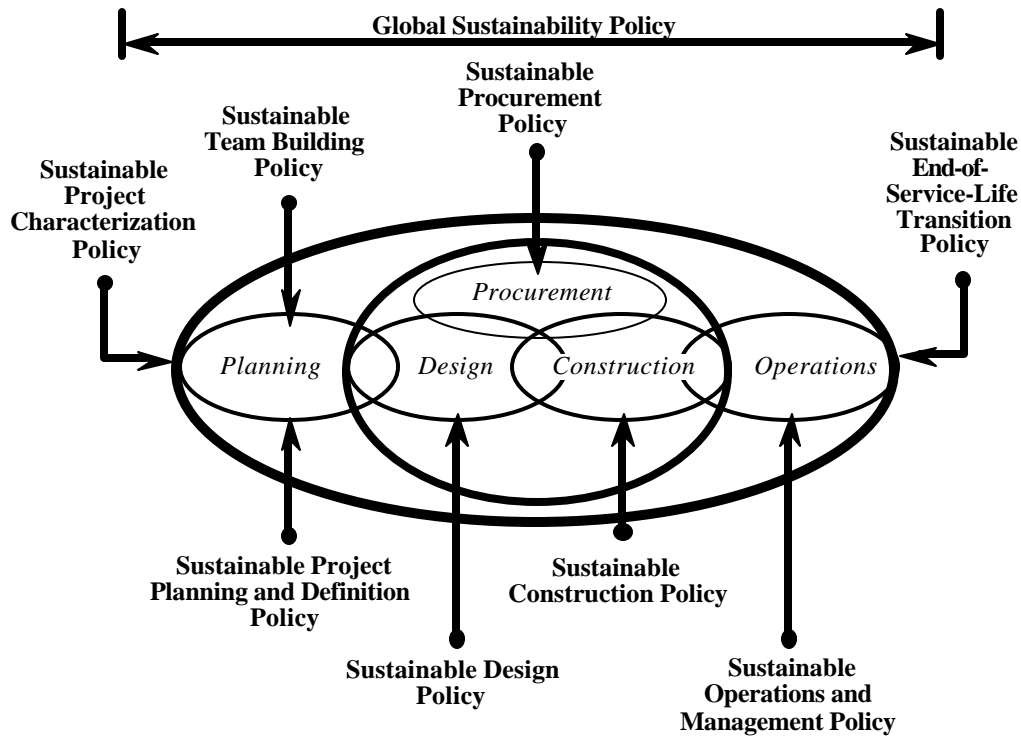 Global Sustainability Policy
Sustainable
Procurement
Policy
Sustainable
Team Building
Policy
Sustainable
End-of-
Service-Life
Transition
Policy
Sustainable
Project
Characterization
Policy
Procurement
Planning
Design
Construction
Operations
Sustainable Project
Planning and Definition
Policy
Sustainable
Construction Policy
Sustainable Design
Policy
Sustainable
Operations and
Management Policy